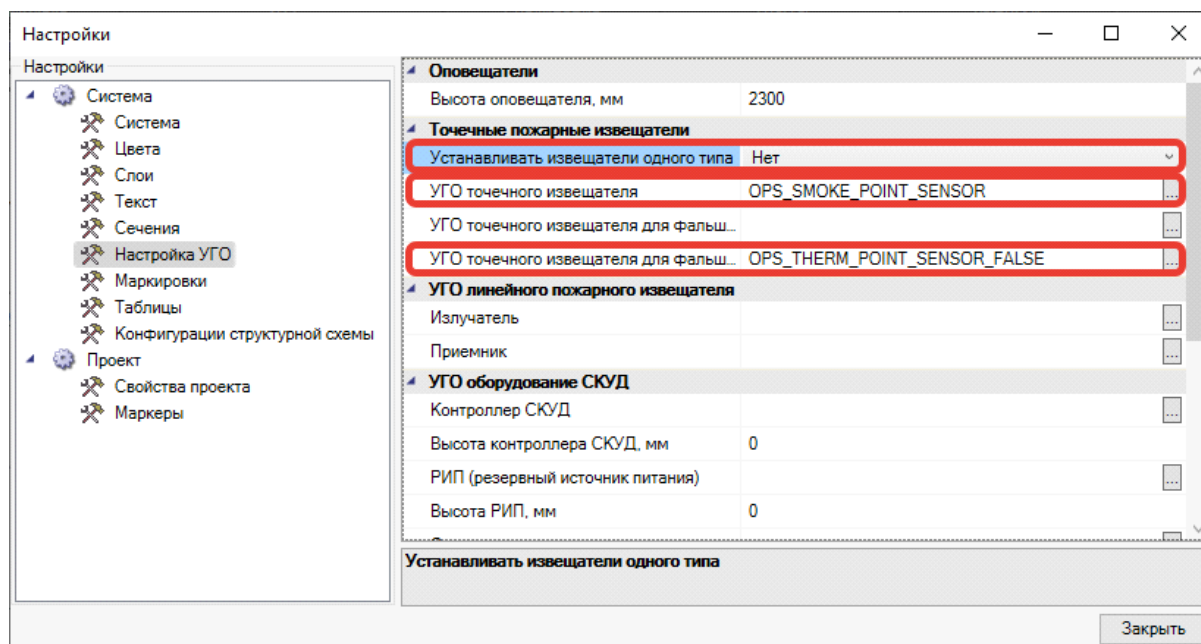 Настройки
Настройки
Система
Система
Цвета
Слои
Текст
Сечения
Настройка УГО
Маркировки
Таблицы
Конфигурации структурной схемы
Проект
Свойства проекта
Маркеры
Оповещатели
Высота оповещателя, мм 2300
Точечные пожарные извещатели
Устанавливать извещатели одного типа Нет
УГО точечного извещателя OPS_SMOKE_POINT_SENSOR ...
УГО точечного извещателя для фальш... ...
УГО точечного извещателя для фальш... OPS_THERM_POINT_SENSOR_FALSE ...
УГО линейного пожарного извещателя
Излучатель ...
Приемник ...
УГО оборудование СКУД
Контроллер СКУД ...
Высота контроллера СКУД, мм 0
РИП (резервный источник питания) ...
Высота РИП, мм 0
Устанавливать извещатели одного типа
Закрыть